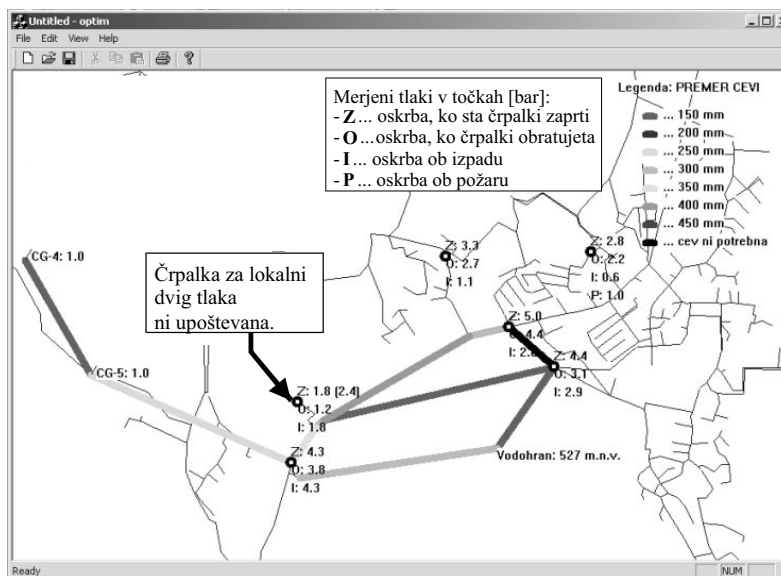 Untitled - optim
File Edit View Help
Merjeni tlaki v točkah [bar]:
- Z ... oskrba, ko sta črpalki zaprti
- O ...oskrba, ko črpalki obratujeta
- I ... oskrba ob izpadu
- P ... oskrba ob požaru
Legenda: PREMER CEVI
... 150 mm
... 200 mm
... 250 mm
... 300 mm
... 350 mm
... 400 mm
... 450 mm
... cev ni potrebna
CG-4: 1.0
Črpalka za lokalni
dvig tlaka
ni upoštevana.
Z: 3.3
O: 2.7
I: 1.1
Z: 2.8
O: 2.2
I: 0.6
P: 1.0
Z: 5.0
4.4
I:
Z: 4.4
O: 3.1
I: 2.9
CG-5: 1.0
Z: 1.8 [2.4]
O: 1.2
I: 1.8
Z: 4.3
O: 3.8
I: 4.3
Vodohran: 527 m.n.v.
Ready
NUM